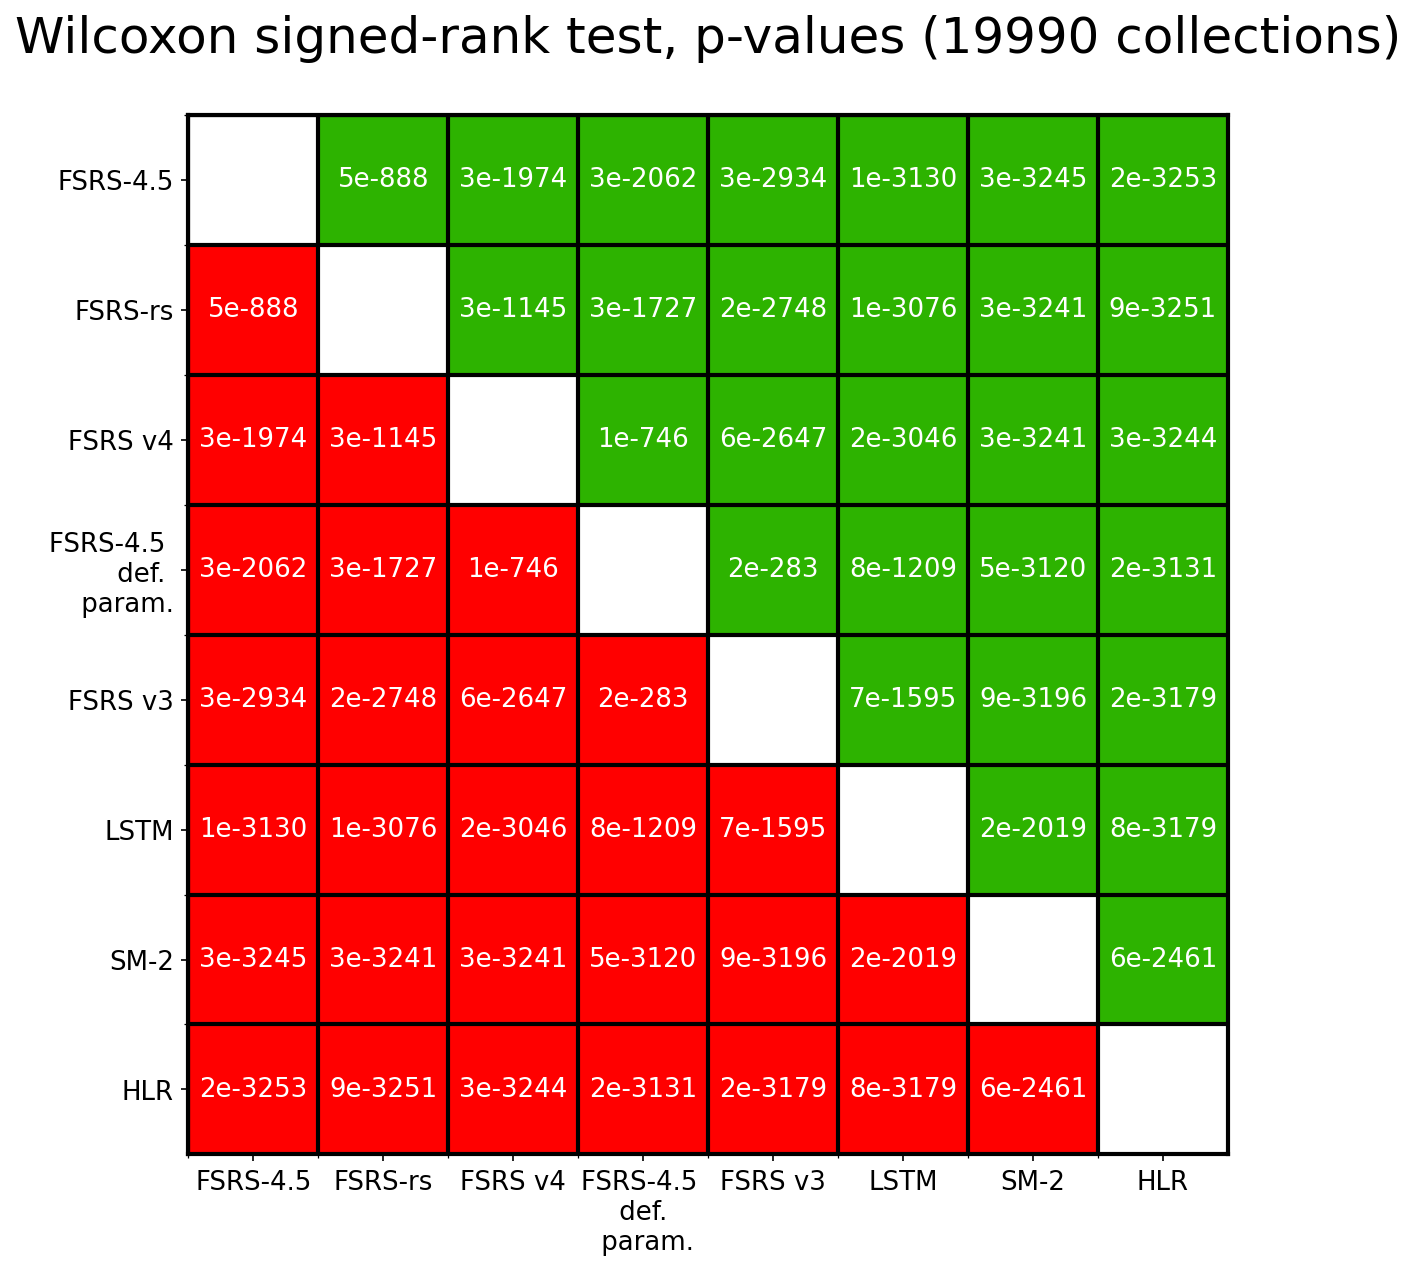 Wilcoxon signed-rank test, p-values (19990 collections)
FSRS-4.5 5e-888 3e-1974 3e-2062 3e-2934 1e-3130 3e-3245 2e-3253
FSRS-rs 5e-888 3e-1145 3e-1727 2e-2748 1e-3076 3e-3241 9e-3251
FSRS v4 3e-1974 3e-1145 1e-746 6e-2647 2e-3046 3e-3241 3e-3244
FSRS-4.5
def.
param.
3e-2062 3e-1727 1e-746 2e-283 8e-1209 5e-3120 2e-3131
FSRS v3 3e-2934 2e-2748 6e-2647 2e-283 7e-1595 9e-3196 2e-3179
LSTM 1e-3130 1e-3076 2e-3046 8e-1209 7e-1595 2e-2019 8e-3179
SM-2 3e-3245 3e-3241 3e-3241 5e-3120 9e-3196 2e-2019 6e-2461
HLR 2e-3253 9e-3251 3e-3244 2e-3131 2e-3179 8e-3179 6e-2461
FSRS-4.5 FSRS-rs FSRS v4 FSRS-4.5 FSRS v3 LSTM SM-2 HLR
def.
param.